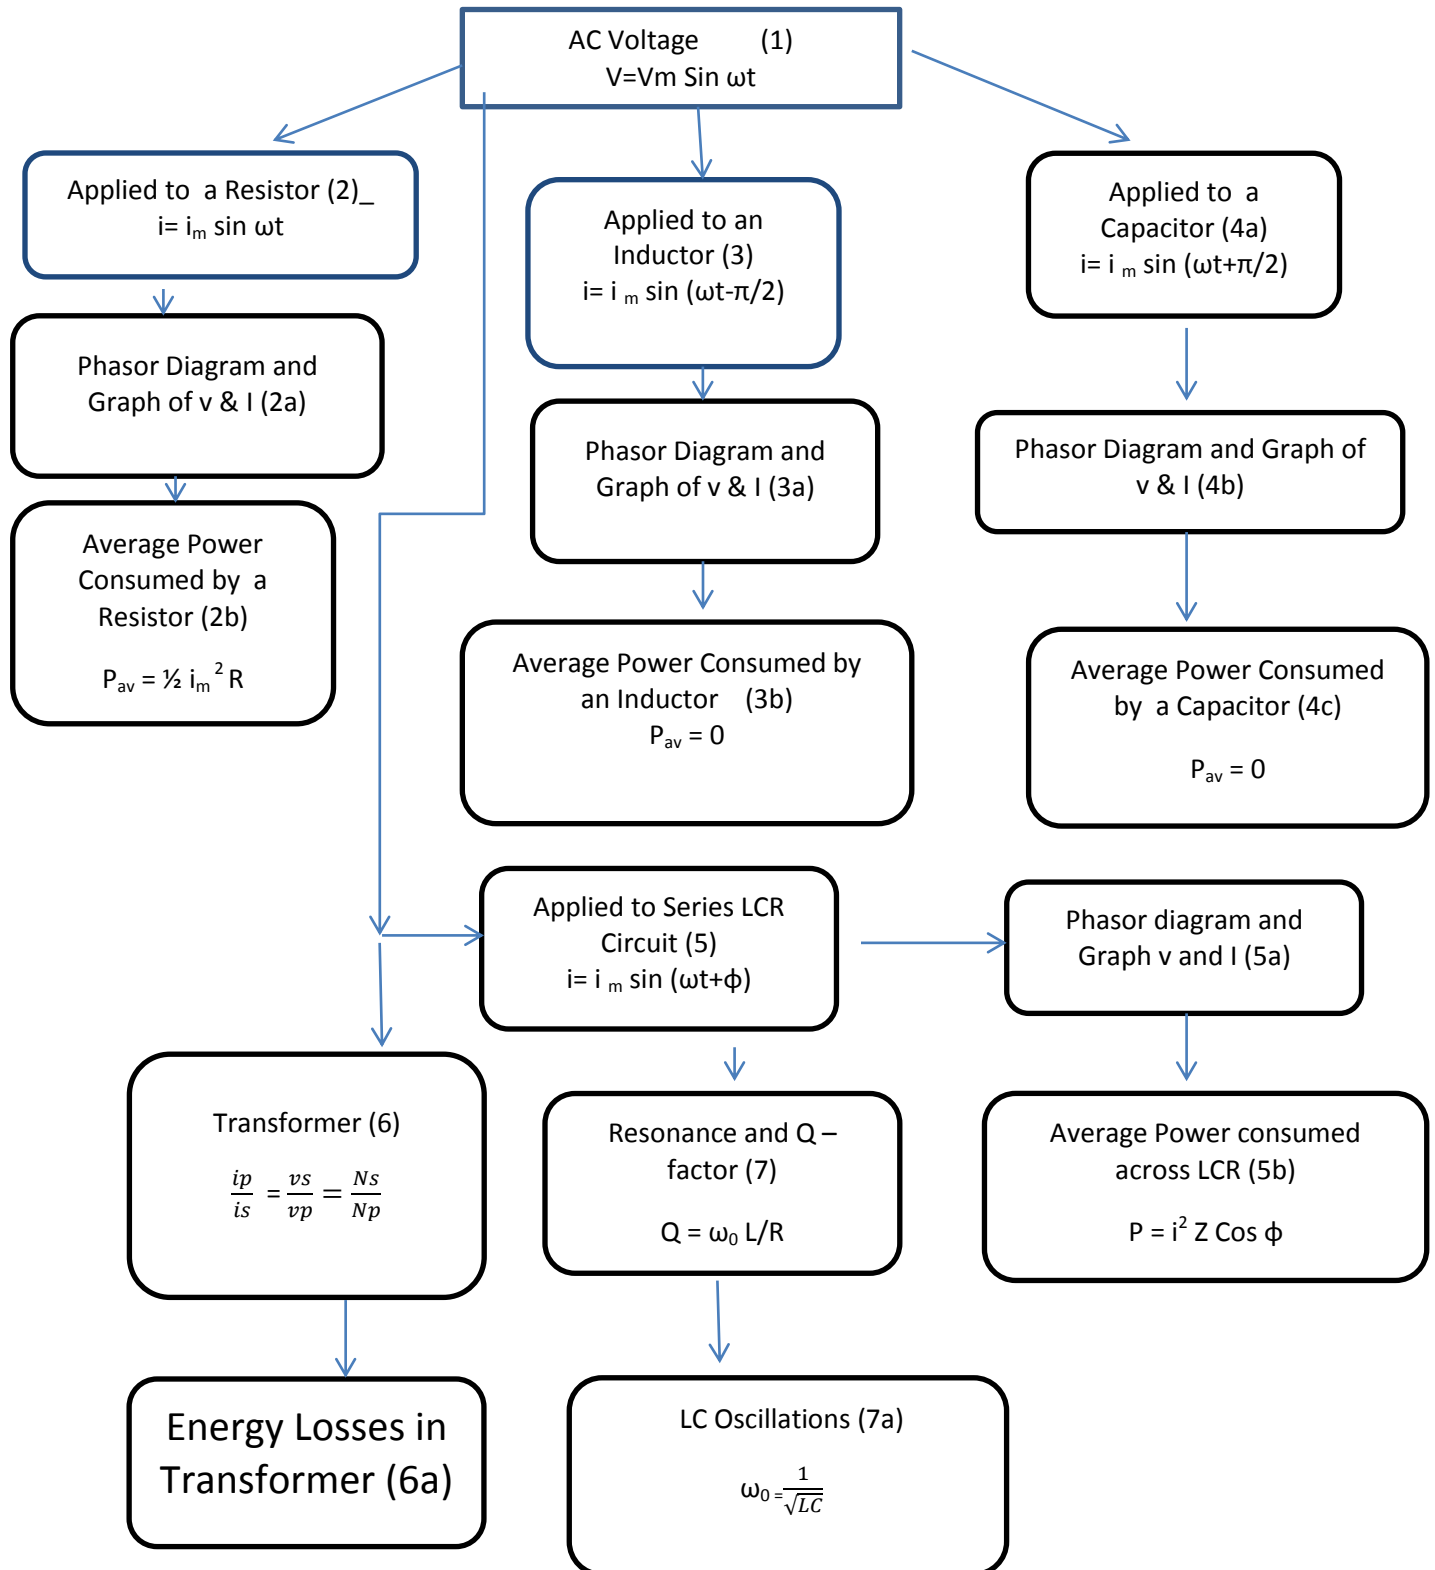 AC Voltage (1)
V=Vm Sin ωt
Applied to a Resistor (2)_
i= iₘ sin ωt
Applied to an
Inductor (3)
i= i ₘ sin (ωt-π/2)
Applied to a
Capacitor (4a)
i= i ₘ sin (ωt+π/2)
Phasor Diagram and
Graph of v & I (2a)
Phasor Diagram and
Graph of v & I (3a)
Phasor Diagram and Graph of
v & I (4b)
Average Power
Consumed by a
Resistor (2b)
Pav = ½ iₘ² R
Average Power Consumed by
an Inductor (3b)
Pav = 0
Average Power Consumed
by a Capacitor (4c)
Pav = 0
Applied to Series LCR
Circuit (5)
i= i ₘ sin (ωt+ϕ)
Phasor diagram and
Graph v and I (5a)
Transformer (6)
ip/is = vs/vp = Ns/Np
Resonance and Q –
factor (7)
Q = ω₀ L/R
Average Power consumed
across LCR (5b)
P = i² Z Cos ϕ
Energy Losses in
Transformer (6a)
LC Oscillations (7a)
ω₀ = 1/√LC